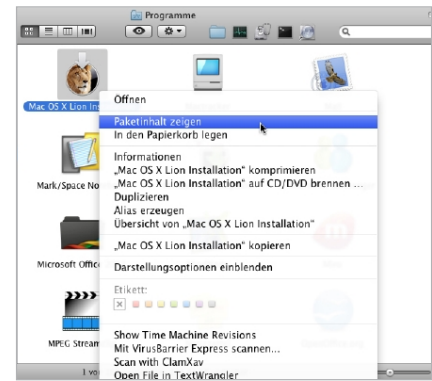 Programme
Mac OS X Lion Ins
Öffnen
Paketinhalt zeigen
In den Papierkorb legen
Informationen
„Mac OS X Lion Installation“ komprimieren
„Mac OS X Lion Installation“ auf CD/DVD brennen ...
Duplizieren
Alias erzeugen
Übersicht von „Mac OS X Lion Installation“
Mark/Space No
„Mac OS X Lion Installation“ kopieren
Microsoft Offic
Darstellungsoptionen einblenden
Etikett:
Show Time Machine Revisions
MPEG Stream
Mit VirusBarrier Express scannen...
Scan with ClamXav
1 vo
Open File in TextWrangler